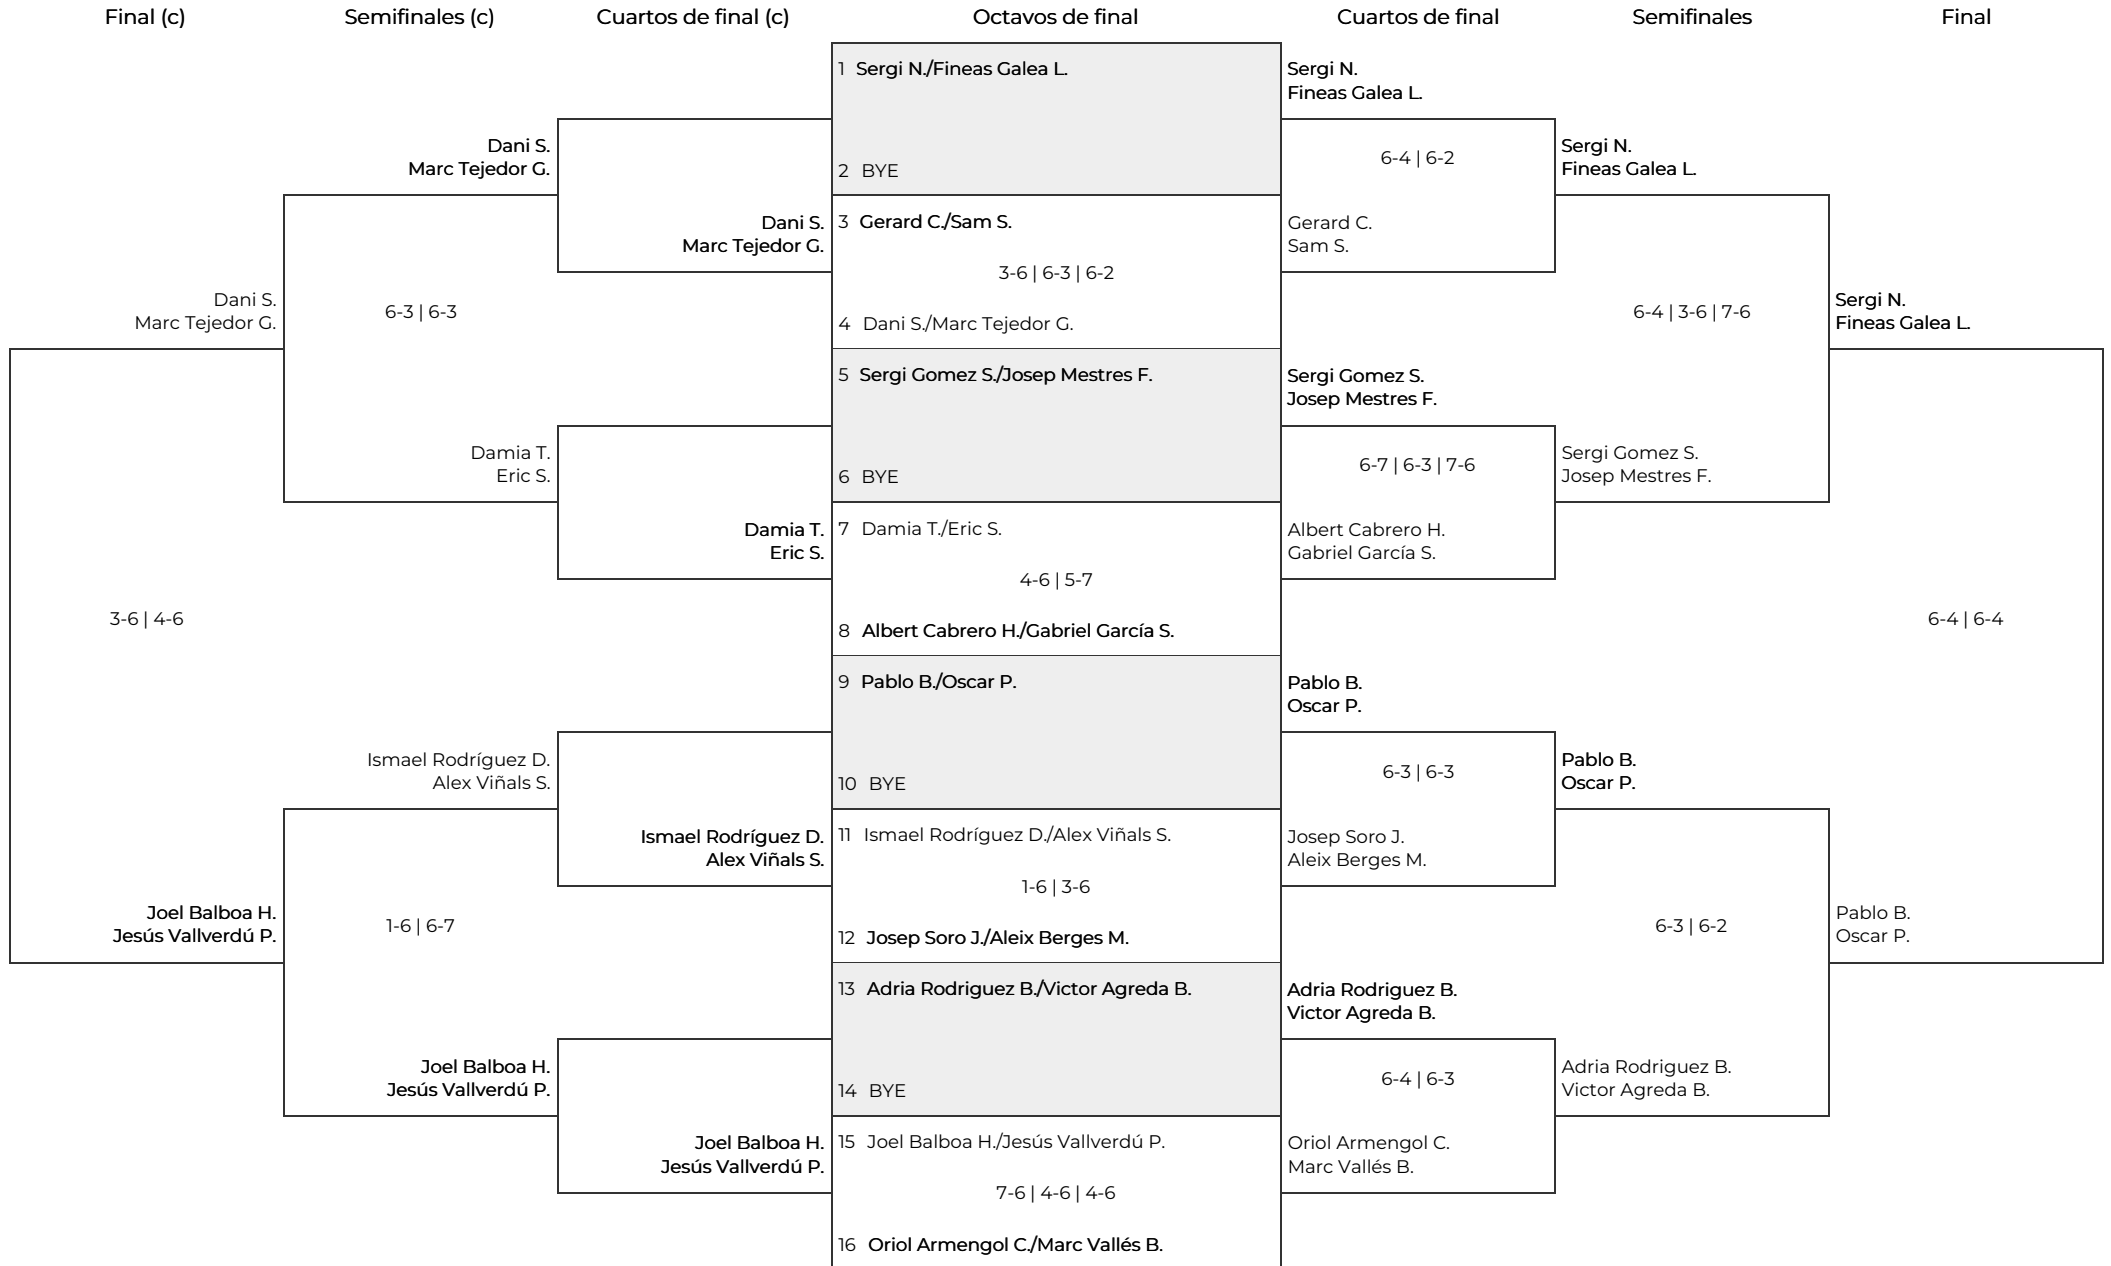 Final (c)
Semifinales (c)
Cuartos de final (c)
Octavos de final
Cuartos de final
Semifinales
Final
Dani S.
Marc Tejedor G.
3-6 | 4-6
Joel Balboa H.
Jesús Vallverdú P.
Dani S.
Marc Tejedor G.
6-3 | 6-3
Damia T.
Eric S.
Ismael Rodríguez D.
Alex Viñals S.
1-6 | 6-7
Joel Balboa H.
Jesús Vallverdú P.
Dani S.
Marc Tejedor G.
Damia T.
Eric S.
Ismael Rodríguez D.
Alex Viñals S.
Joel Balboa H.
Jesús Vallverdú P.
1 Sergi N./Fineas Galea L.
2 BYE
3 Gerard C./Sam S.
3-6 | 6-3 | 6-2
4 Dani S./Marc Tejedor G.
5 Sergi Gomez S./Josep Mestres F.
6 BYE
7 Damia T./Eric S.
4-6 | 5-7
8 Albert Cabrero H./Gabriel García S.
9 Pablo B./Oscar P.
10 BYE
11 Ismael Rodríguez D./Alex Viñals S.
1-6 | 3-6
12 Josep Soro J./Aleix Berges M.
13 Adria Rodriguez B./Victor Agreda B.
14 BYE
15 Joel Balboa H./Jesús Vallverdú P.
7-6 | 4-6 | 4-6
16 Oriol Armengol C./Marc Vallés B.
Sergi N.
Fineas Galea L.
6-4 | 6-2
Gerard C.
Sam S.
Sergi Gomez S.
Josep Mestres F.
6-7 | 6-3 | 7-6
Albert Cabrero H.
Gabriel García S.
Pablo B.
Oscar P.
6-3 | 6-3
Josep Soro J.
Aleix Berges M.
Adria Rodriguez B.
Victor Agreda B.
6-4 | 6-3
Oriol Armengol C.
Marc Vallés B.
Sergi N.
Fineas Galea L.
6-4 | 3-6 | 7-6
Sergi Gomez S.
Josep Mestres F.
Pablo B.
Oscar P.
6-3 | 6-2
Adria Rodriguez B.
Victor Agreda B.
Sergi N.
Fineas Galea L.
6-4 | 6-4
Pablo B.
Oscar P.